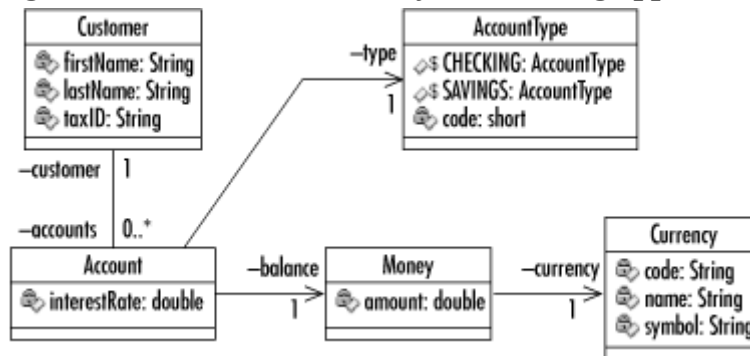 Customer
firstName: String
lastName: String
taxID: String
AccountType
$ CHECKING: AccountType
$ SAVINGS: AccountType
code: short
–type
1
–customer 1
–accounts 0..*
Account
interestRate: double
–balance
1
Money
amount: double
–currency
1
Currency
code: String
name: String
symbol: String